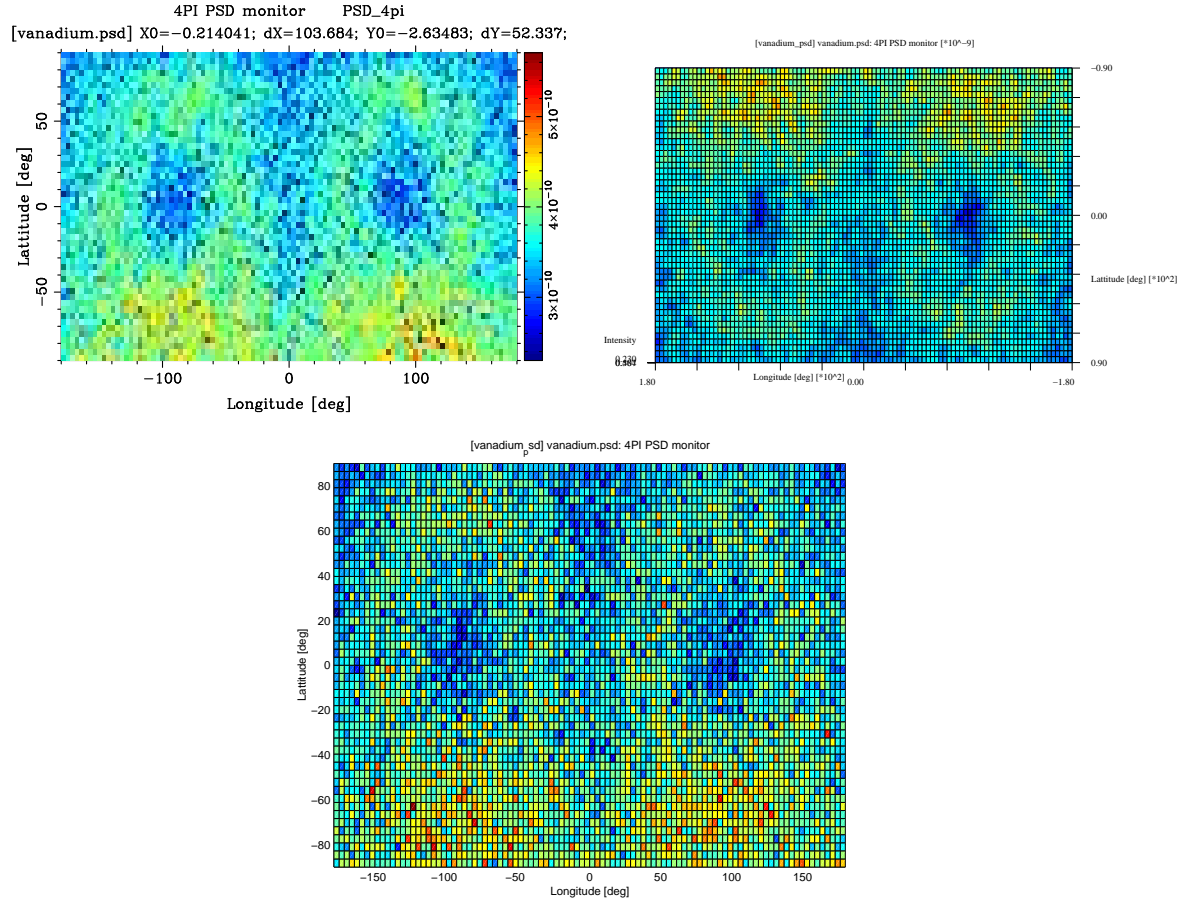 4PI PSD monitor PSD_4pi
[vanadium.psd] X0=−0.214041; dX=103.684; Y0=−2.63483; dY=52.337;
Lattitude [deg]
50
0
−50
−100
0
100
Longitude [deg]
5×10⁻¹⁰
4×10⁻¹⁰
3×10⁻¹⁰
[vanadium_psd] vanadium.psd: 4PI PSD monitor [*10^−9]
−0.90
0.00
Lattitude [deg] [*10^2]
0.90
Intensity
0.230
Longitude [deg] [*10^2]
1.80
0.00
−1.80
[vanadium_psd] vanadium.psd: 4PI PSD monitor
Lattitude [deg]
80
60
40
20
0
−20
−40
−60
−80
−150
−100
−50
0
50
100
150
Longitude [deg]